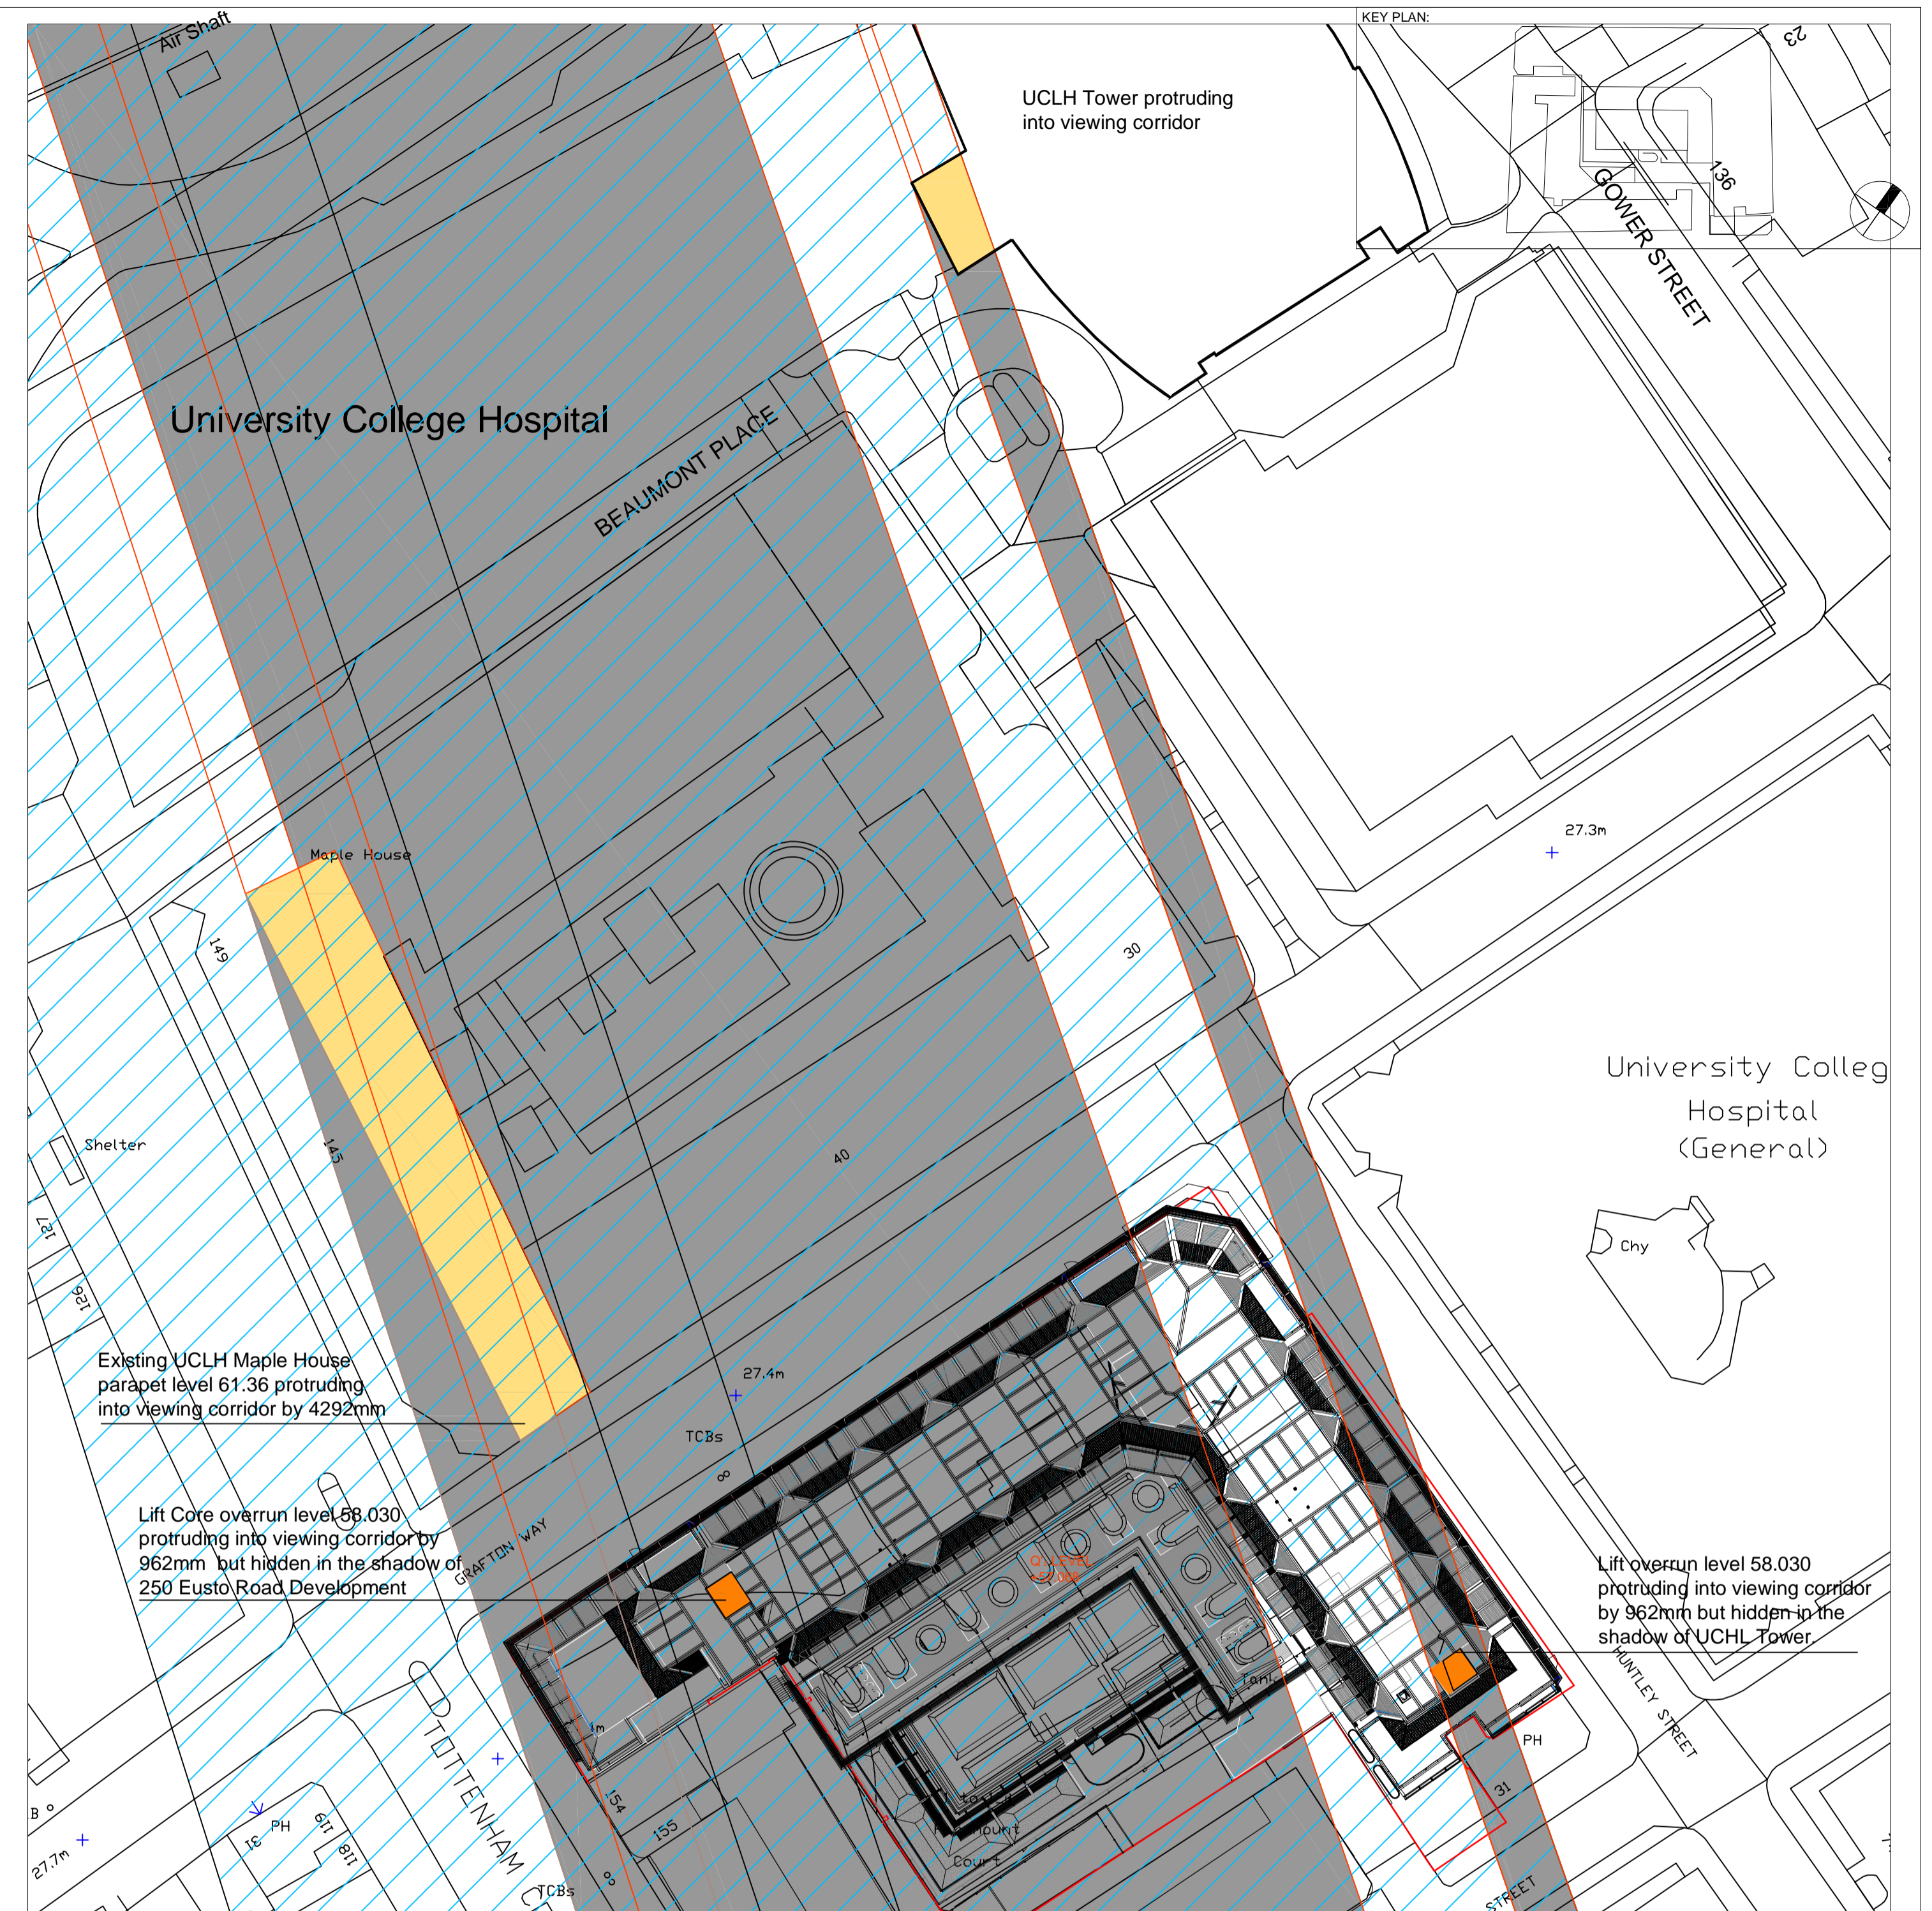 KEY PLAN:
Air Shaft
23
UCLH Tower protruding
into viewing corridor
136
GOWER STREET
University College Hospital
BEAUMONT PLACE
27.3m
Maple House
149
30
University Colleg
Hospital
(General)
145
Shelter
40
127
Chy
126
Existing UCLH Maple House
parapet level 61.36 protruding
into viewing corridor by 4292mm
27.4m
TCBs
Lift Core overrun level 58.030
protruding into viewing corridor by
962mm but hidden in the shadow of
250 Eusto Road Development
GRAFTON WAY
Lift overrun level 58.030
protruding into viewing corridor
by 962mm but hidden in the
shadow of UCHL Tower.
Tank
HUNTLEY STREET
TOTTENHAM C
PH
31
154
155
B
PH
31
119
118
27.7m
Court
TCBs
STREET